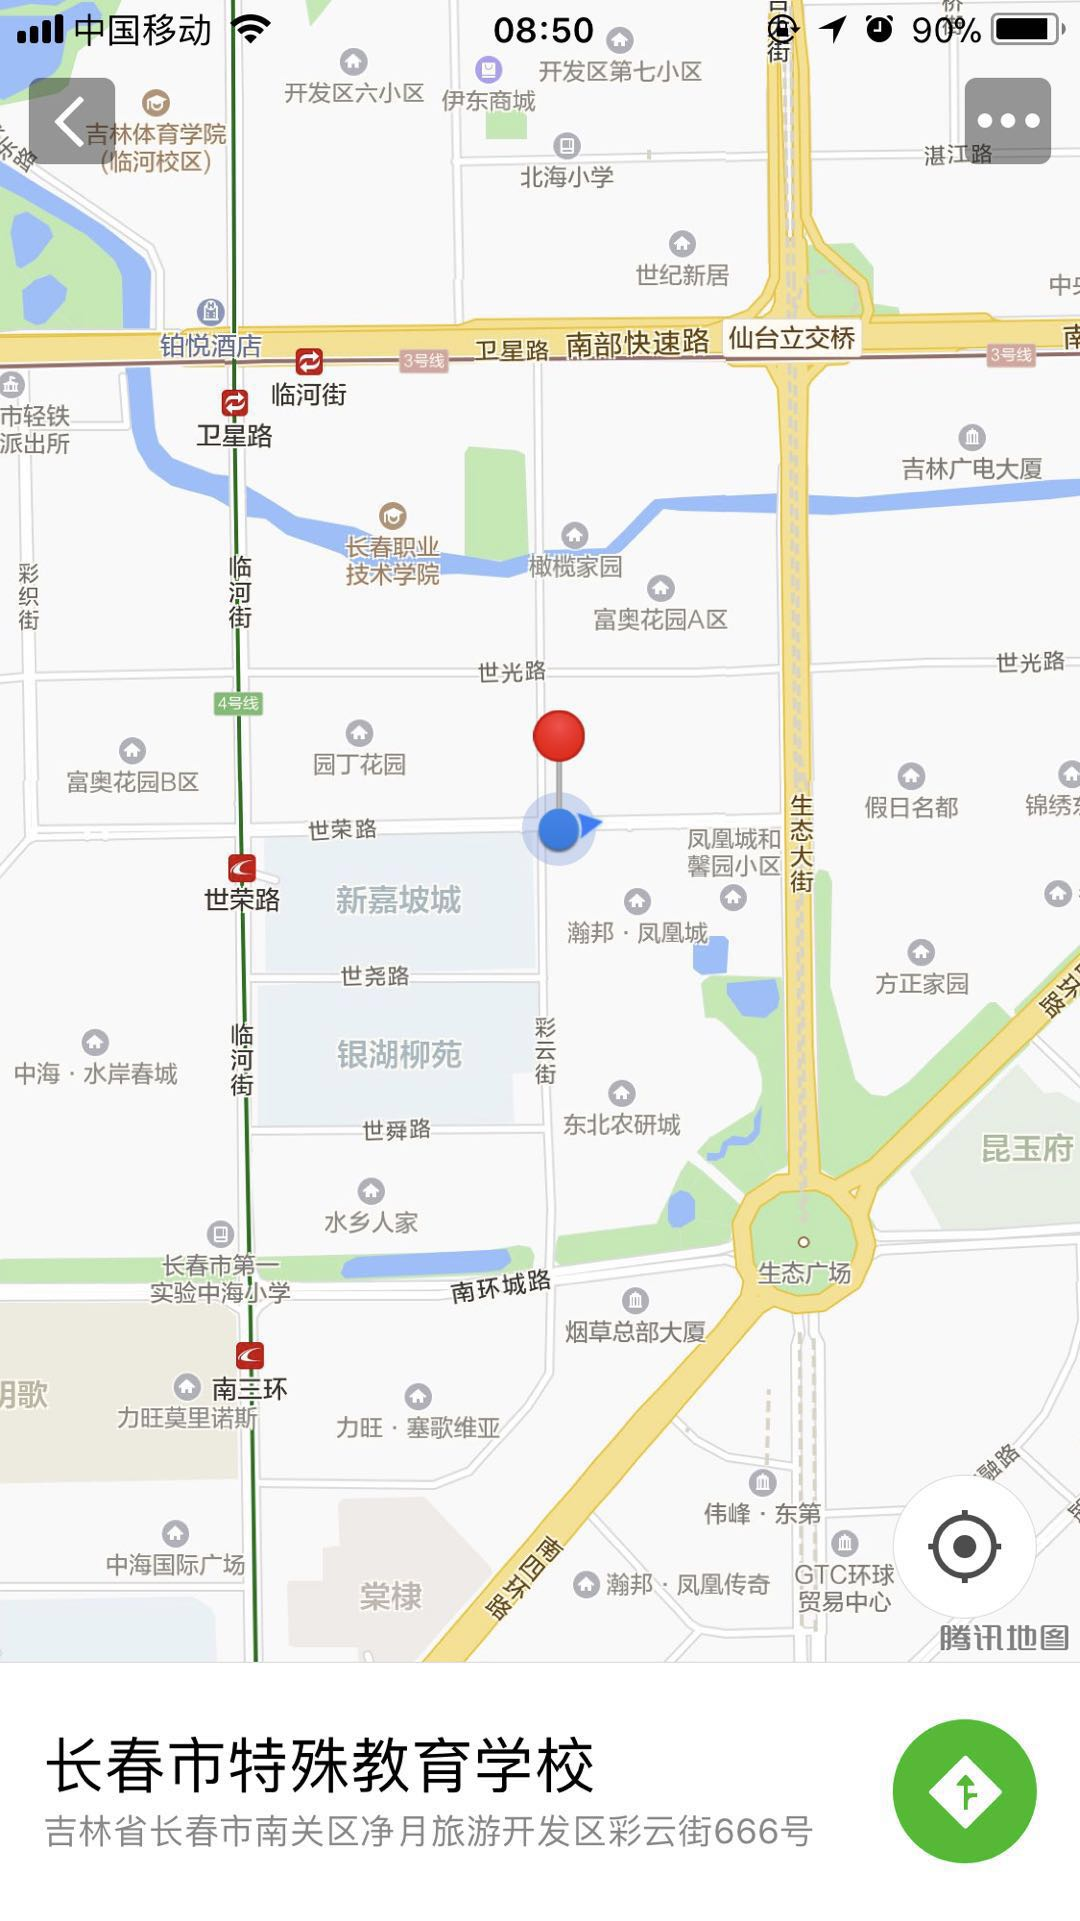 中国移动
08:50
90%
开发区六小区
伊东商城
开发区第七小区
吉林体育学院
(临河校区)
北海小学
湛江路
世纪新居
铂悦酒店
卫星路
南部快速路
仙台立交桥
3号线
3号线
临河街
卫星路
市轻铁
派出所
吉林广电大厦
彩织街
临河街
长春职业
技术学院
橄榄家园
富奥花园A区
世光路
世光路
4号线
富奥花园B区
园丁花园
世荣路
生态大街
假日名都
凤凰城和
馨园小区
世荣路
新嘉坡城
瀚邦·凤凰城
世尧路
方正家园
临河街
中海·水岸春城
银湖柳苑
彩云街
东北农研城
世舜路
昆玉府
水乡人家
长春市第一
实验中海小学
南环城路
生态广场
烟草总部大厦
南三环
力旺莫里诺斯
力旺·塞歌维亚
融路
伟峰·东第
中海国际广场
棠棣
南四环路
瀚邦·凤凰传奇
GTC环球
贸易中心
腾讯地图
长春市特殊教育学校
吉林省长春市南关区净月旅游开发区彩云街666号